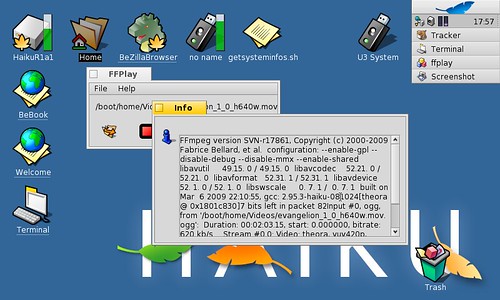 17:57
Tracker
Terminal
ffplay
Screenshot
HaikuR1a1
Home
BeZillaBrowser
no name
getsysteminfos.sh
U3 System
BeBook
Welcome
Terminal
FFPlay
File Help
/boot/home/Vid
_1_0_h640w.mov
Info
FFmpeg version SVN-r17861, Copyright (c) 2000-2009
Fabrice Bellard, et al. configuration: --enable-gpl --
disable-debug --disable-mmx --enable-shared
libavutil 49.15. 0 / 49.15. 0 libavcodec 52.21. 0 /
52.21. 0 libavformat 52.31. 1 / 52.31. 1 libavdevice
52. 1. 0 / 52. 1. 0 libswscale 0. 7. 1 / 0. 7. 1 built on
Mar 6 2009 22:10:55, gcc: 2.95.3-haiku-081024[theora
@ 0x1801c830]7 bits left in packet 82Input #0, ogg,
from '/boot/home/Videos/evangelion_1_0_h640w.mov.
ogg': Duration: 00:02:03.15, start: 0.000000, bitrate:
620 kb/s Stream #0.0: Video: theora, yuv420p,
HAIKU
Trash